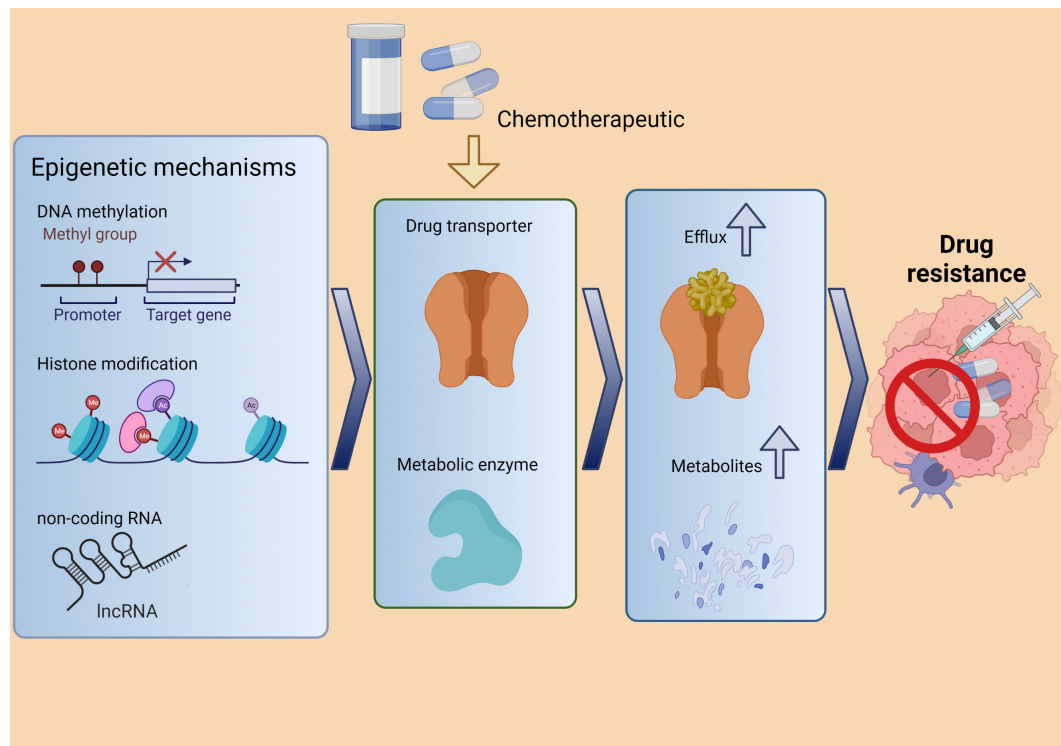 Chemotherapeutic
Epigenetic mechanisms
DNA methylation
Methyl group
Promoter
Target gene
Histone modification
Me
Me
Ac
Me
Ac
non-coding RNA
lncRNA
Drug transporter
Metabolic enzyme
Efflux
Metabolites
Drug
resistance